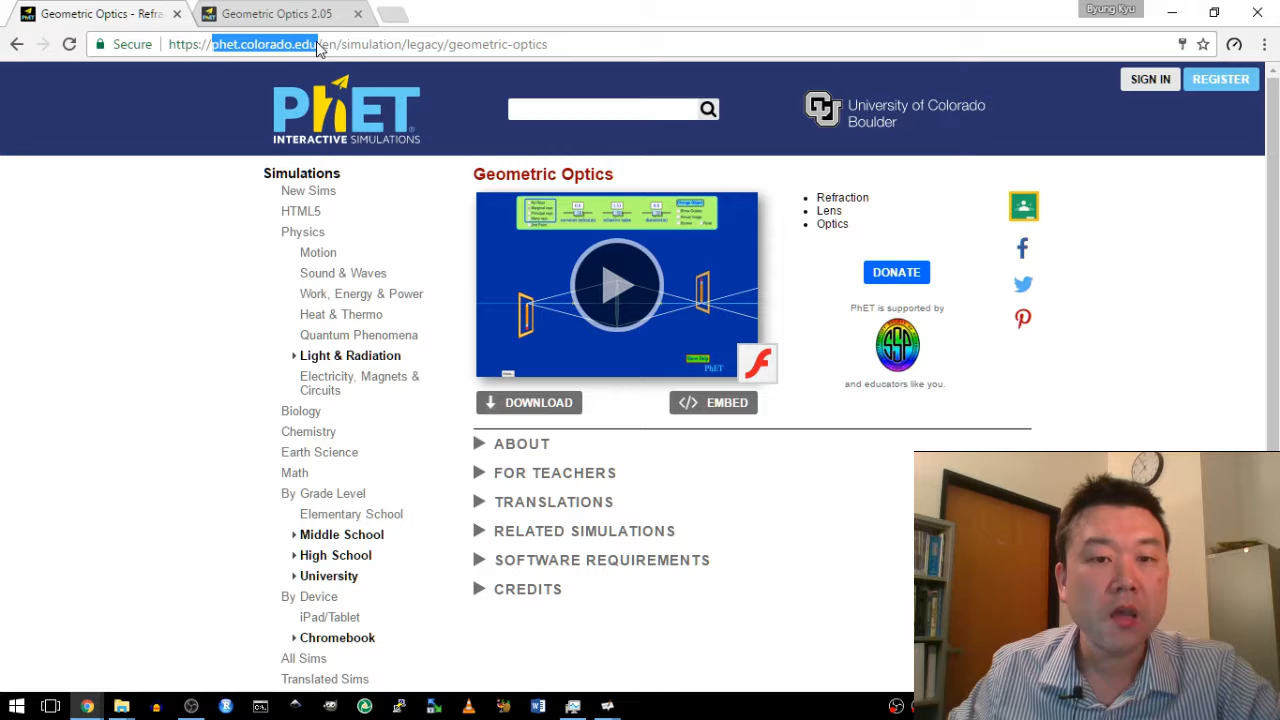 Geometric Optics - Refra
Geometric Optics 2.05
Byung Kyu
Secure
https://phet.colorado.edu/en/simulation/legacy/geometric-optics
SIGN IN
REGISTER
PhET
INTERACTIVE SIMULATIONS
University of Colorado
Boulder
Simulations
New Sims
HTML5
Physics
Motion
Sound & Waves
Work, Energy & Power
Heat & Thermo
Quantum Phenomena
Light & Radiation
Electricity, Magnets &
Circuits
Biology
Chemistry
Earth Science
Math
By Grade Level
Elementary School
Middle School
High School
University
By Device
iPad/Tablet
Chromebook
All Sims
Translated Sims
Geometric Optics
PhET
DOWNLOAD
EMBED
ABOUT
FOR TEACHERS
TRANSLATIONS
RELATED SIMULATIONS
SOFTWARE REQUIREMENTS
CREDITS
Refraction
Lens
Optics
DONATE
PhET is supported by
SSP
and educators like you.